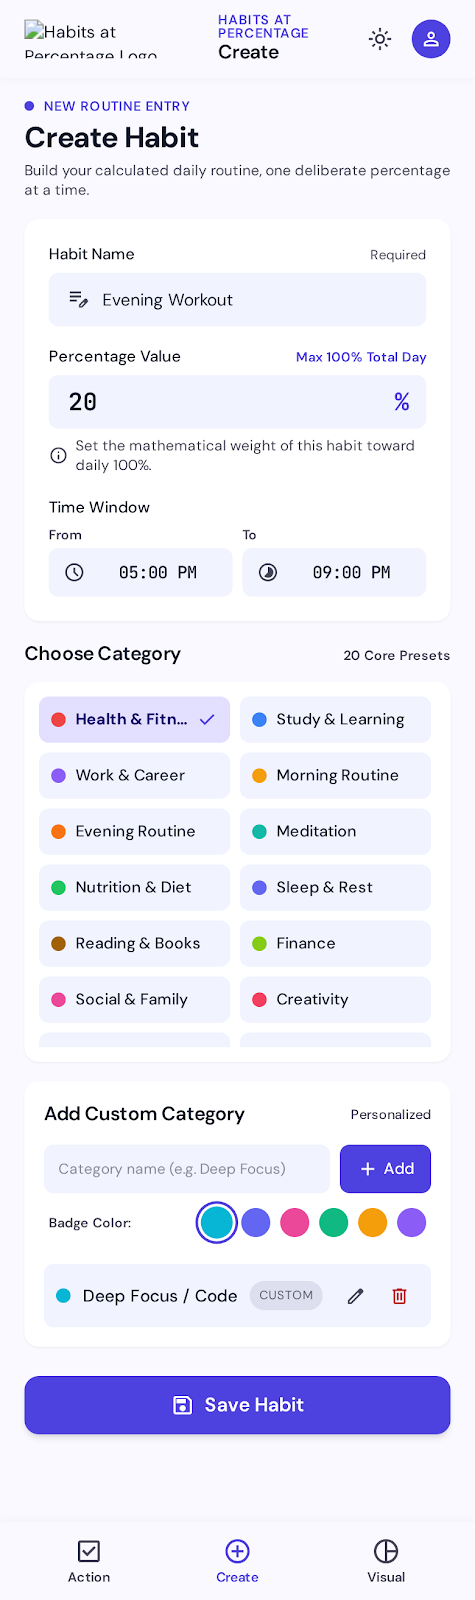 Habits at
Percentage Logo
HABITS AT
PERCENTAGE
Create
NEW ROUTINE ENTRY
Create Habit
Build your calculated daily routine, one deliberate percentage
at a time.
Habit Name
Required
Evening Workout
Percentage Value
Max 100% Total Day
20
%
Set the mathematical weight of this habit toward
daily 100%.
Time Window
From
To
05:00 PM
09:00 PM
Choose Category
20 Core Presets
Health & Fitn...
Study & Learning
Work & Career
Morning Routine
Evening Routine
Meditation
Nutrition & Diet
Sleep & Rest
Reading & Books
Finance
Social & Family
Creativity
Add Custom Category
Personalized
Category name (e.g. Deep Focus)
Add
Badge Color:
Deep Focus / Code
CUSTOM
Save Habit
Action
Create
Visual